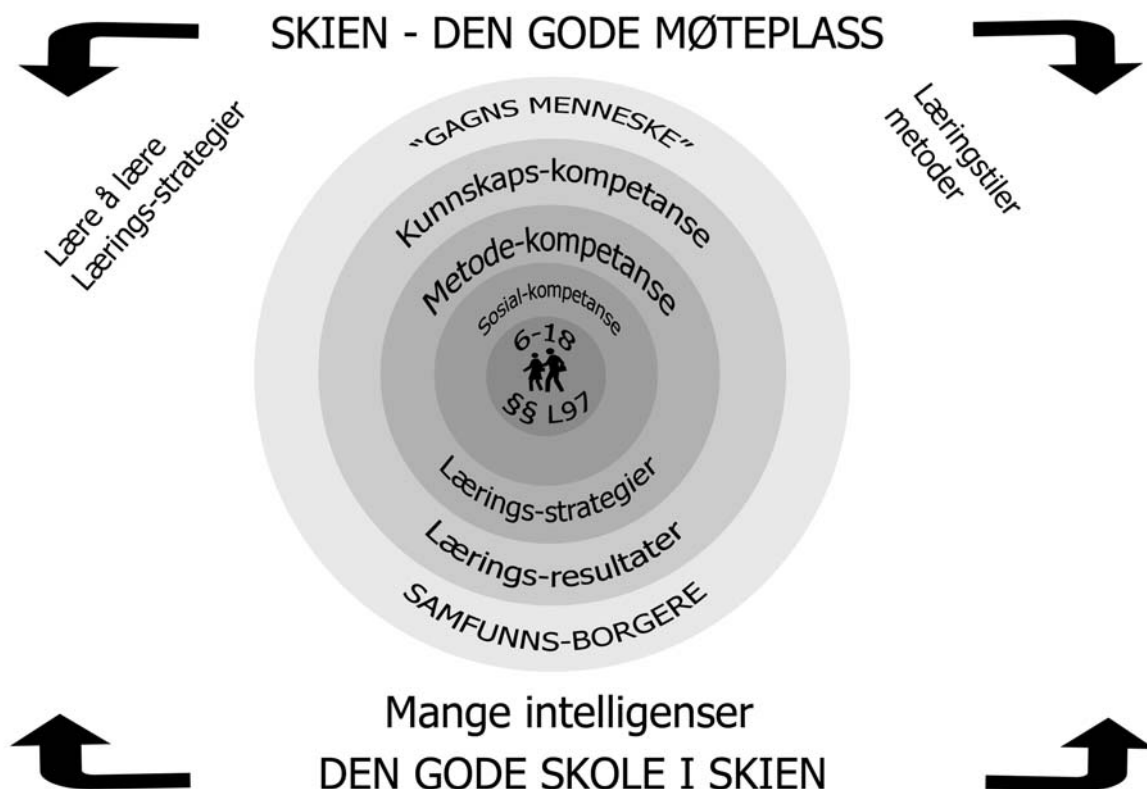 SKIEN - DEN GODE MØTEPLASS
Lære å lære
Lærings-strategier
Læringstiler
metoder
“GAGNS MENNESKE”
Kunnskaps-kompetanse
Metode-kompetanse
Sosial-kompetanse
6-18
§§ L97
Lærings-strategier
Lærings-resultater
SAMFUNNS-BORGERE
Mange intelligenser
DEN GODE SKOLE I SKIEN